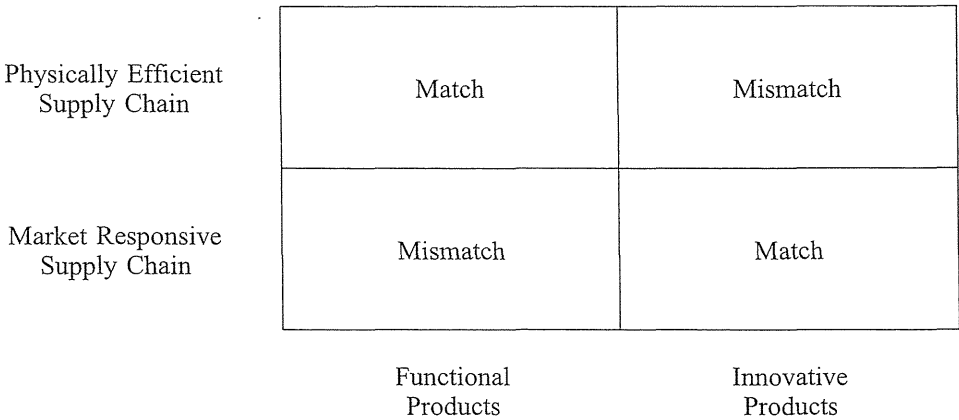 Physically Efficient
Supply Chain
Match
Mismatch
Market Responsive
Supply Chain
Mismatch
Match
Functional
Products
Innovative
Products